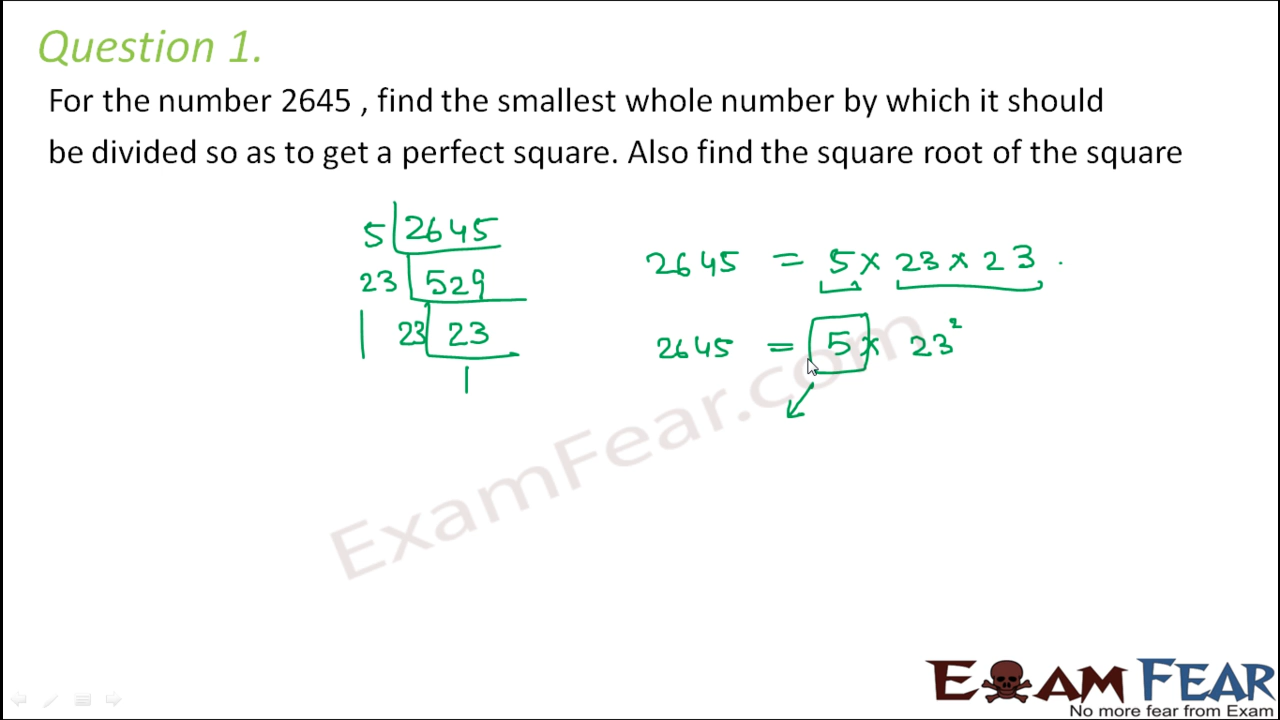 Question 1.
For the number 2645 , find the smallest whole number by which it should
be divided so as to get a perfect square. Also find the square root of the square
5 2645
23 529
23 23
1
2645 = 5 × 23 × 23 .
2645 = 5 × 23²
ExamFear.com
EXAMFEAR
No more fear from Exam